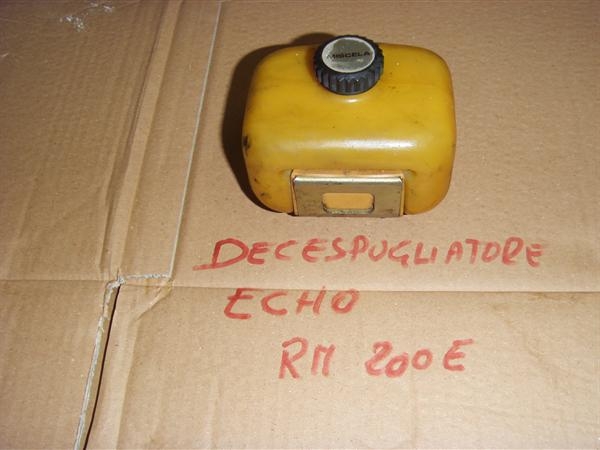 MISCELA
DECESPUGLIATORE
ECHO
RM 200E